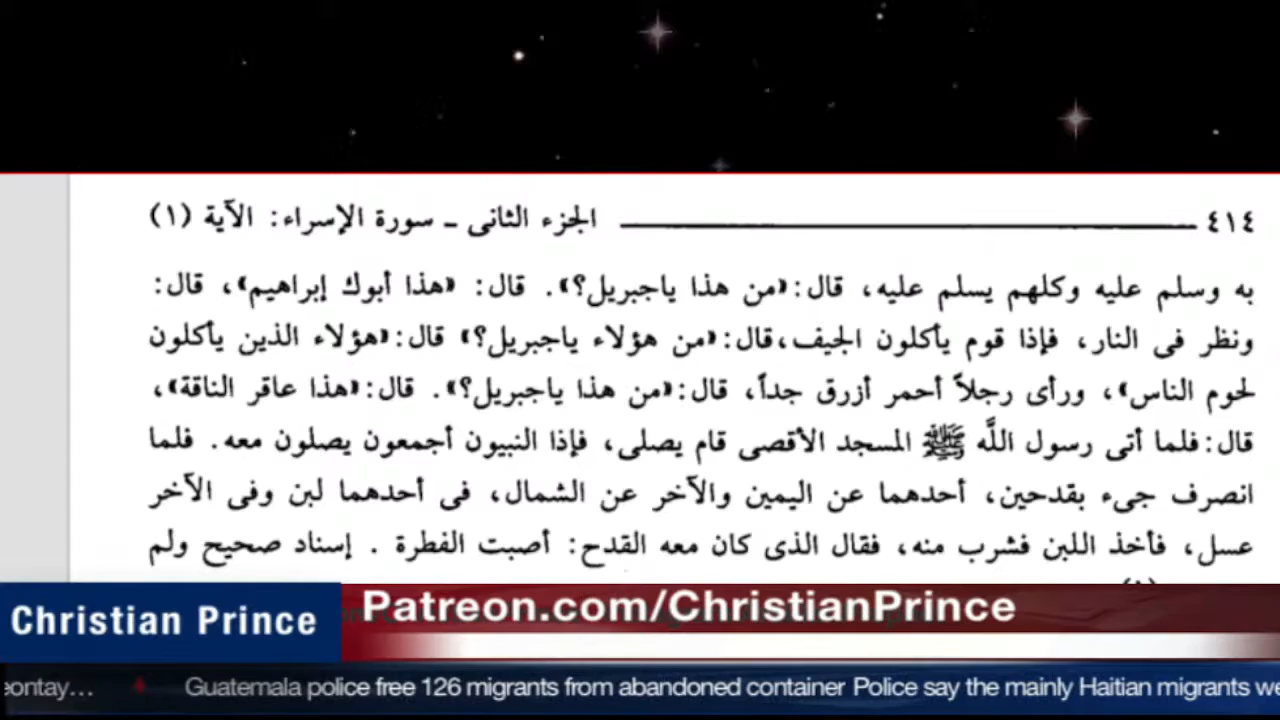 ٤١٤ ــــــــ الجزء الثانى ـ سورة الإسراء: الآية (١)
به وسلم عليه وكلهم يسلم عليه، قال: «من هذا ياجبريل؟». قال: «هذا أبوك إبراهيم»، قال:
ونظر فى النار، فإذا قوم يأكلون الجيف، قال: «من هؤلاء ياجبريل؟» قال: «هؤلاء الذين يأكلون
لحوم الناس»، ورأى رجلاً أحمر أزرق جداً، قال: «من هذا ياجبريل؟». قال: «هذا عاقر الناقة»،
قال: فلما أتى رسول اللَّه ﷺ المسجد الأقصى قام يصلى، فإذا النبيون أجمعون يصلون معه. فلما
انصرف جىء بقدحين، أحدهما عن اليمين والآخر عن الشمال، فى أحدهما لبن وفى الآخر
عسل، فأخذ اللبن فشرب منه، فقال الذى كان معه القدح: أصبت الفطرة . إسناد صحيح ولم
Christian Prince
Patreon.com/ChristianPrince
eontay… Guatemala police free 126 migrants from abandoned container Police say the mainly Haitian migrants we